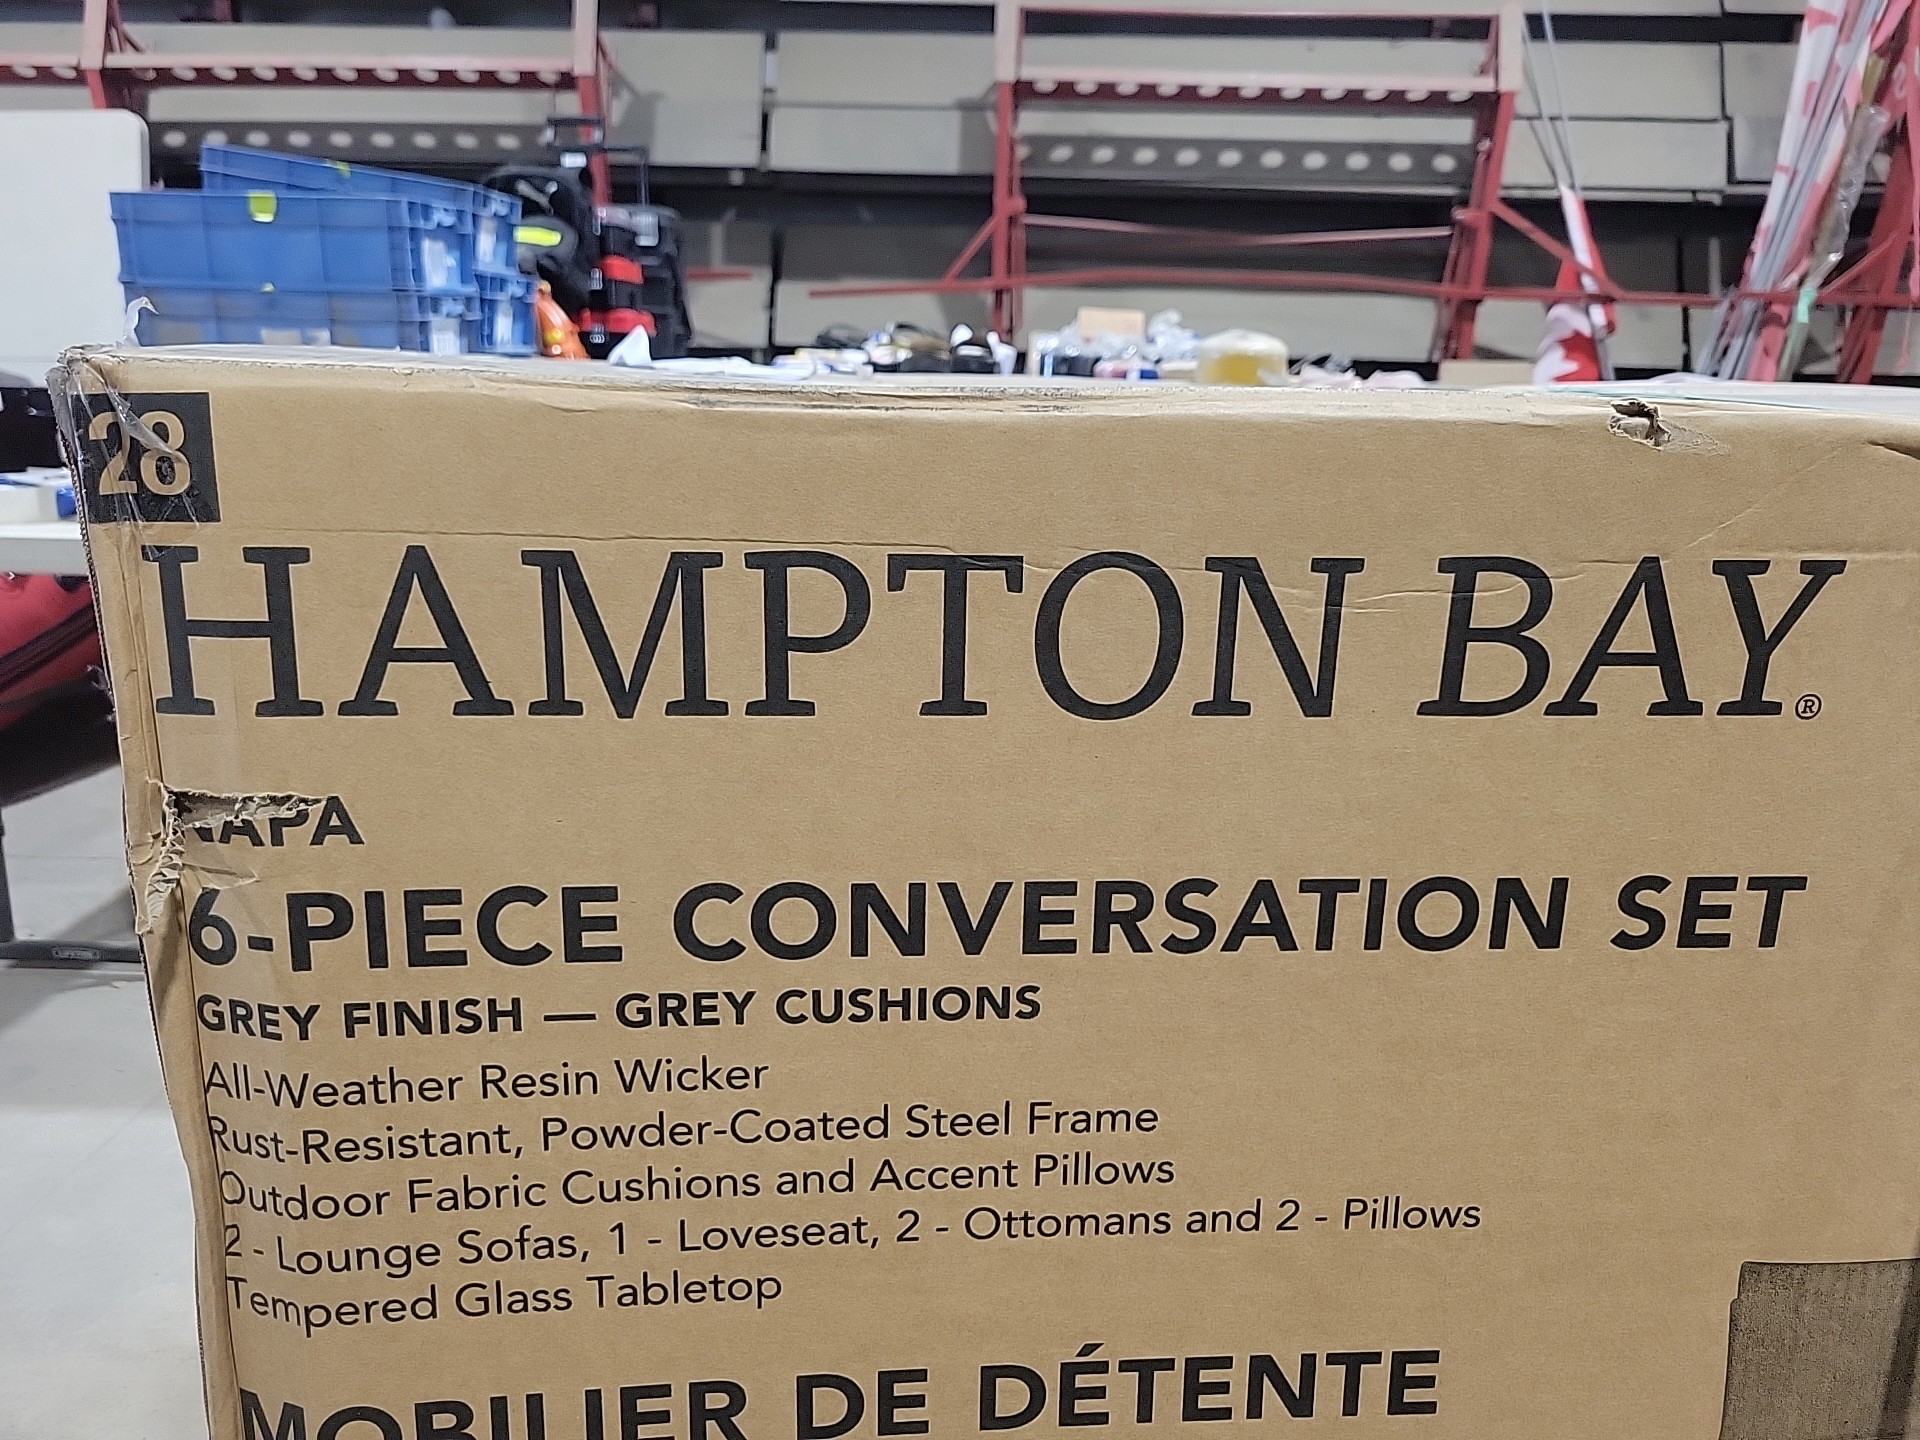 28
HAMPTON BAY®
NAPA
6-PIECE CONVERSATION SET
GREY FINISH — GREY CUSHIONS
All-Weather Resin Wicker
Rust-Resistant, Powder-Coated Steel Frame
Outdoor Fabric Cushions and Accent Pillows
2 - Lounge Sofas, 1 - Loveseat, 2 - Ottomans and 2 - Pillows
Tempered Glass Tabletop
MOBILIER DE DÉTENTE